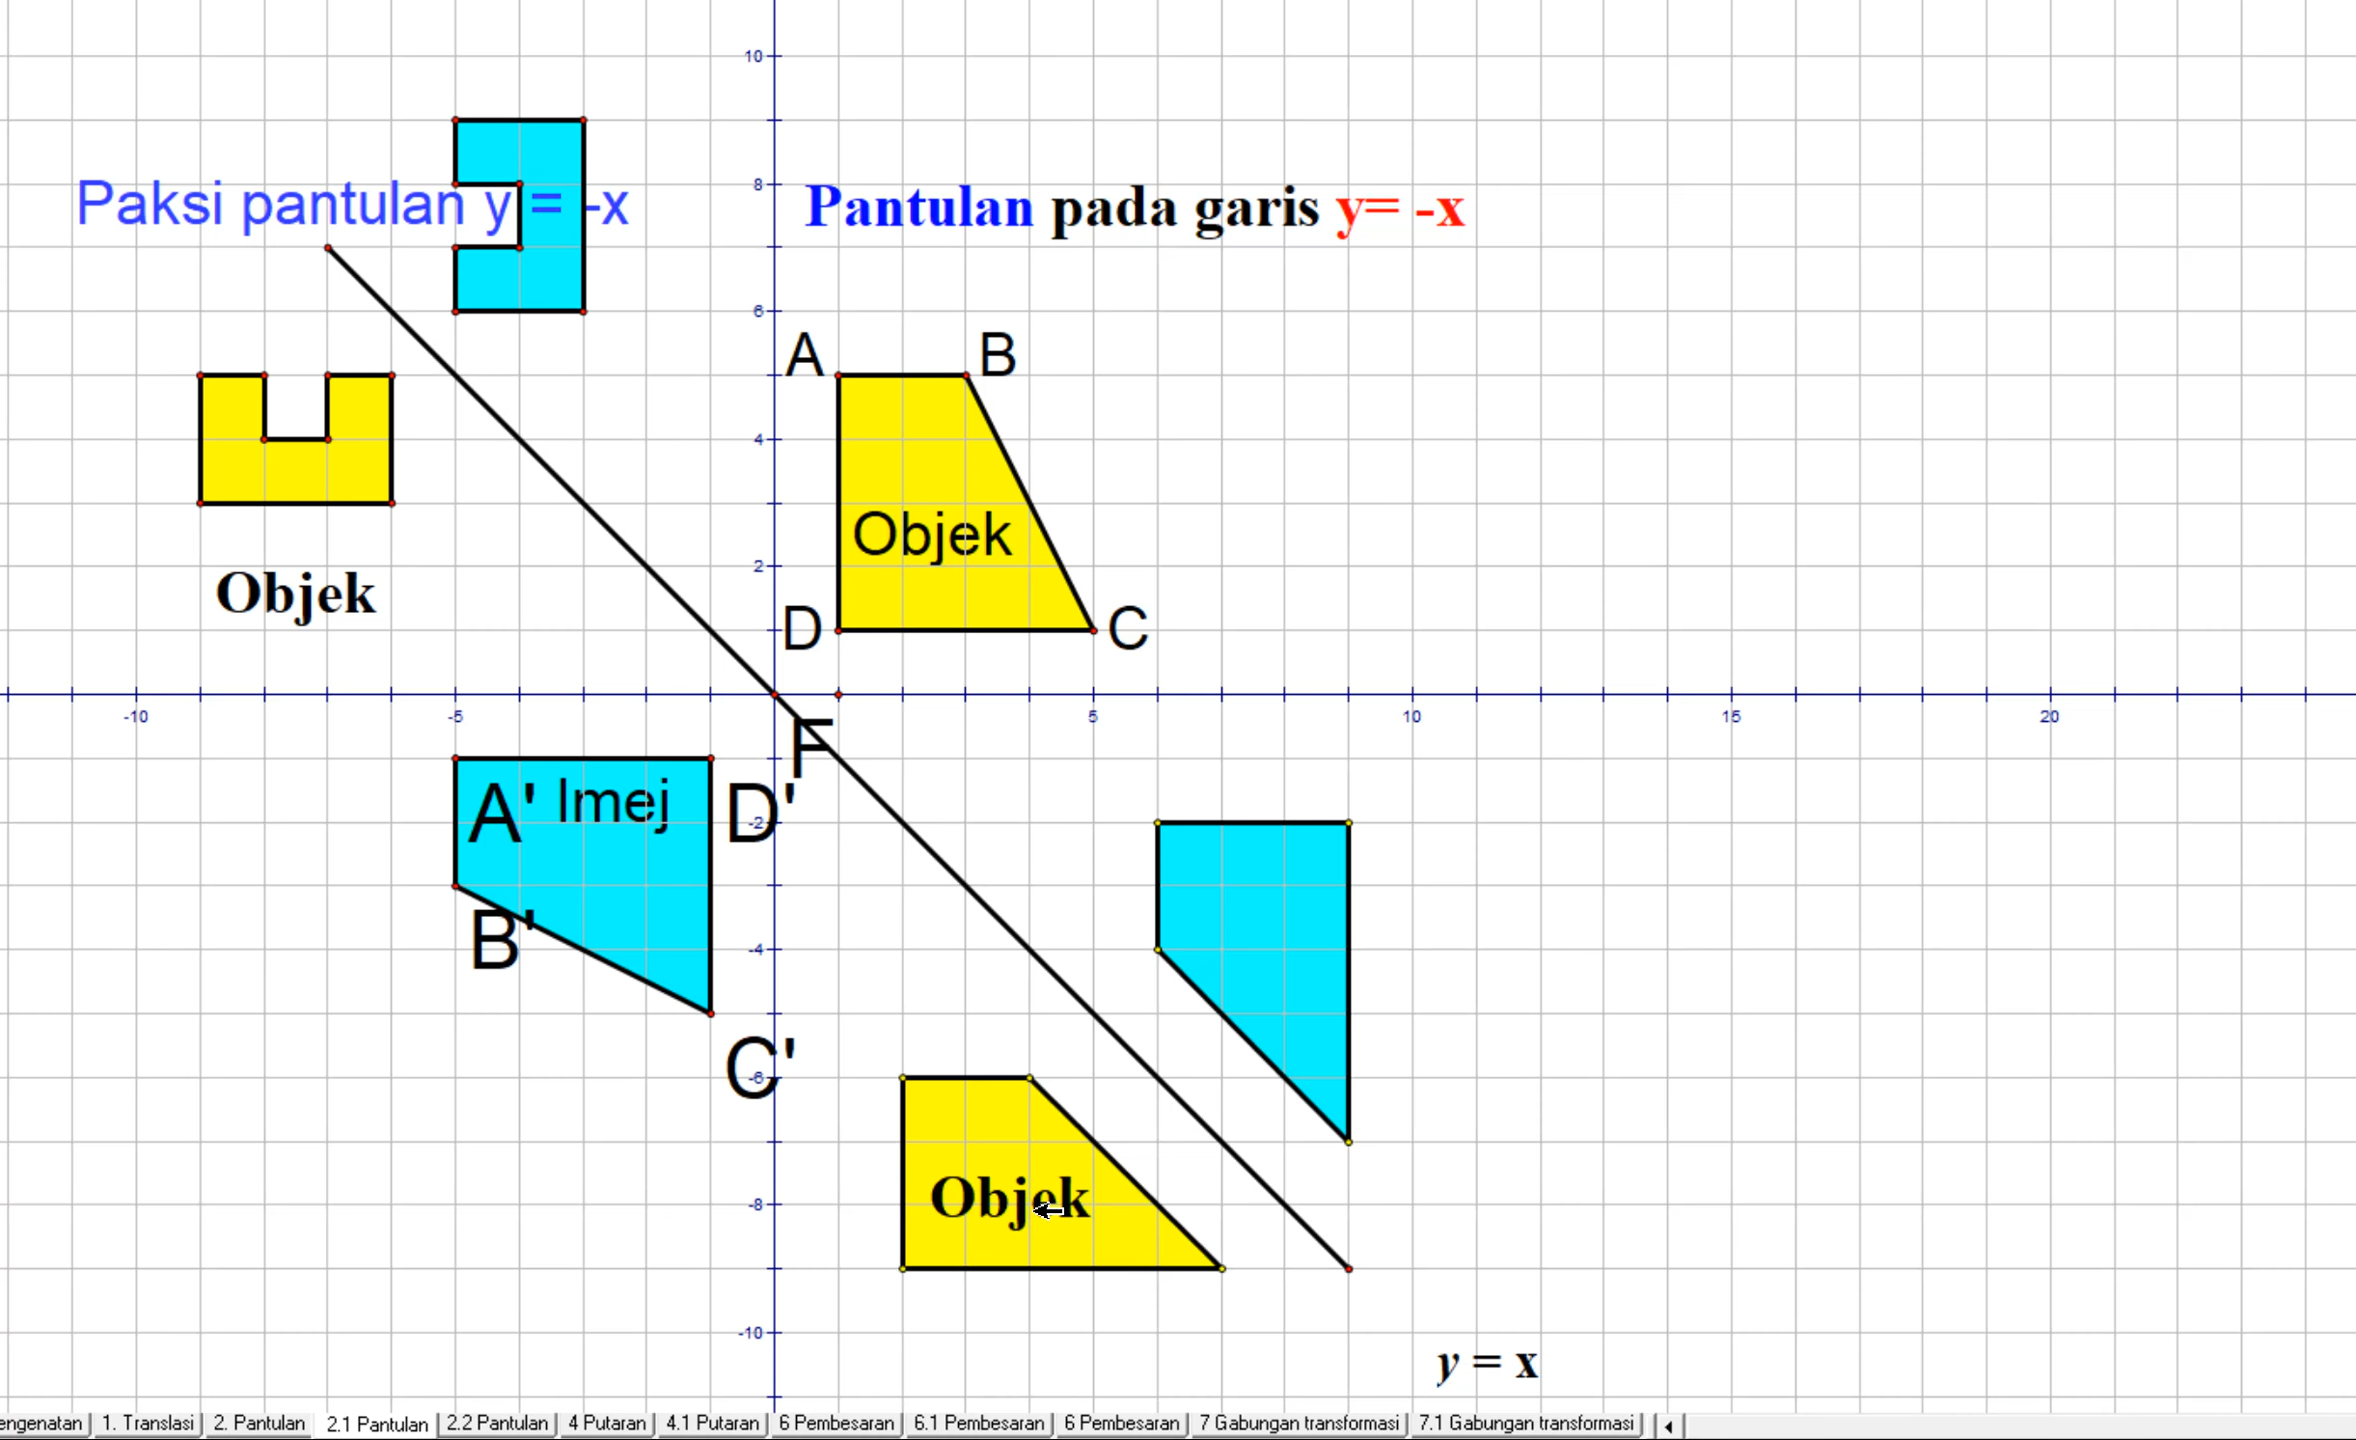 10
Paksi pantulan y = -x
8
Pantulan pada garis y= -x
6
A
B
4
Objek
2
Objek
D
C
-10
-5
5
10
15
20
F
A'
Imej
D'
-2
B'
-4
C'
-6
Objek
-8
-10
y = x
engenatan
1. Translasi
2. Pantulan
2.1 Pantulan
2.2 Pantulan
4 Putaran
4.1 Putaran
6 Pembesaran
6.1 Pembesaran
6 Pembesaran
7 Gabungan transformasi
7.1 Gabungan transformasi